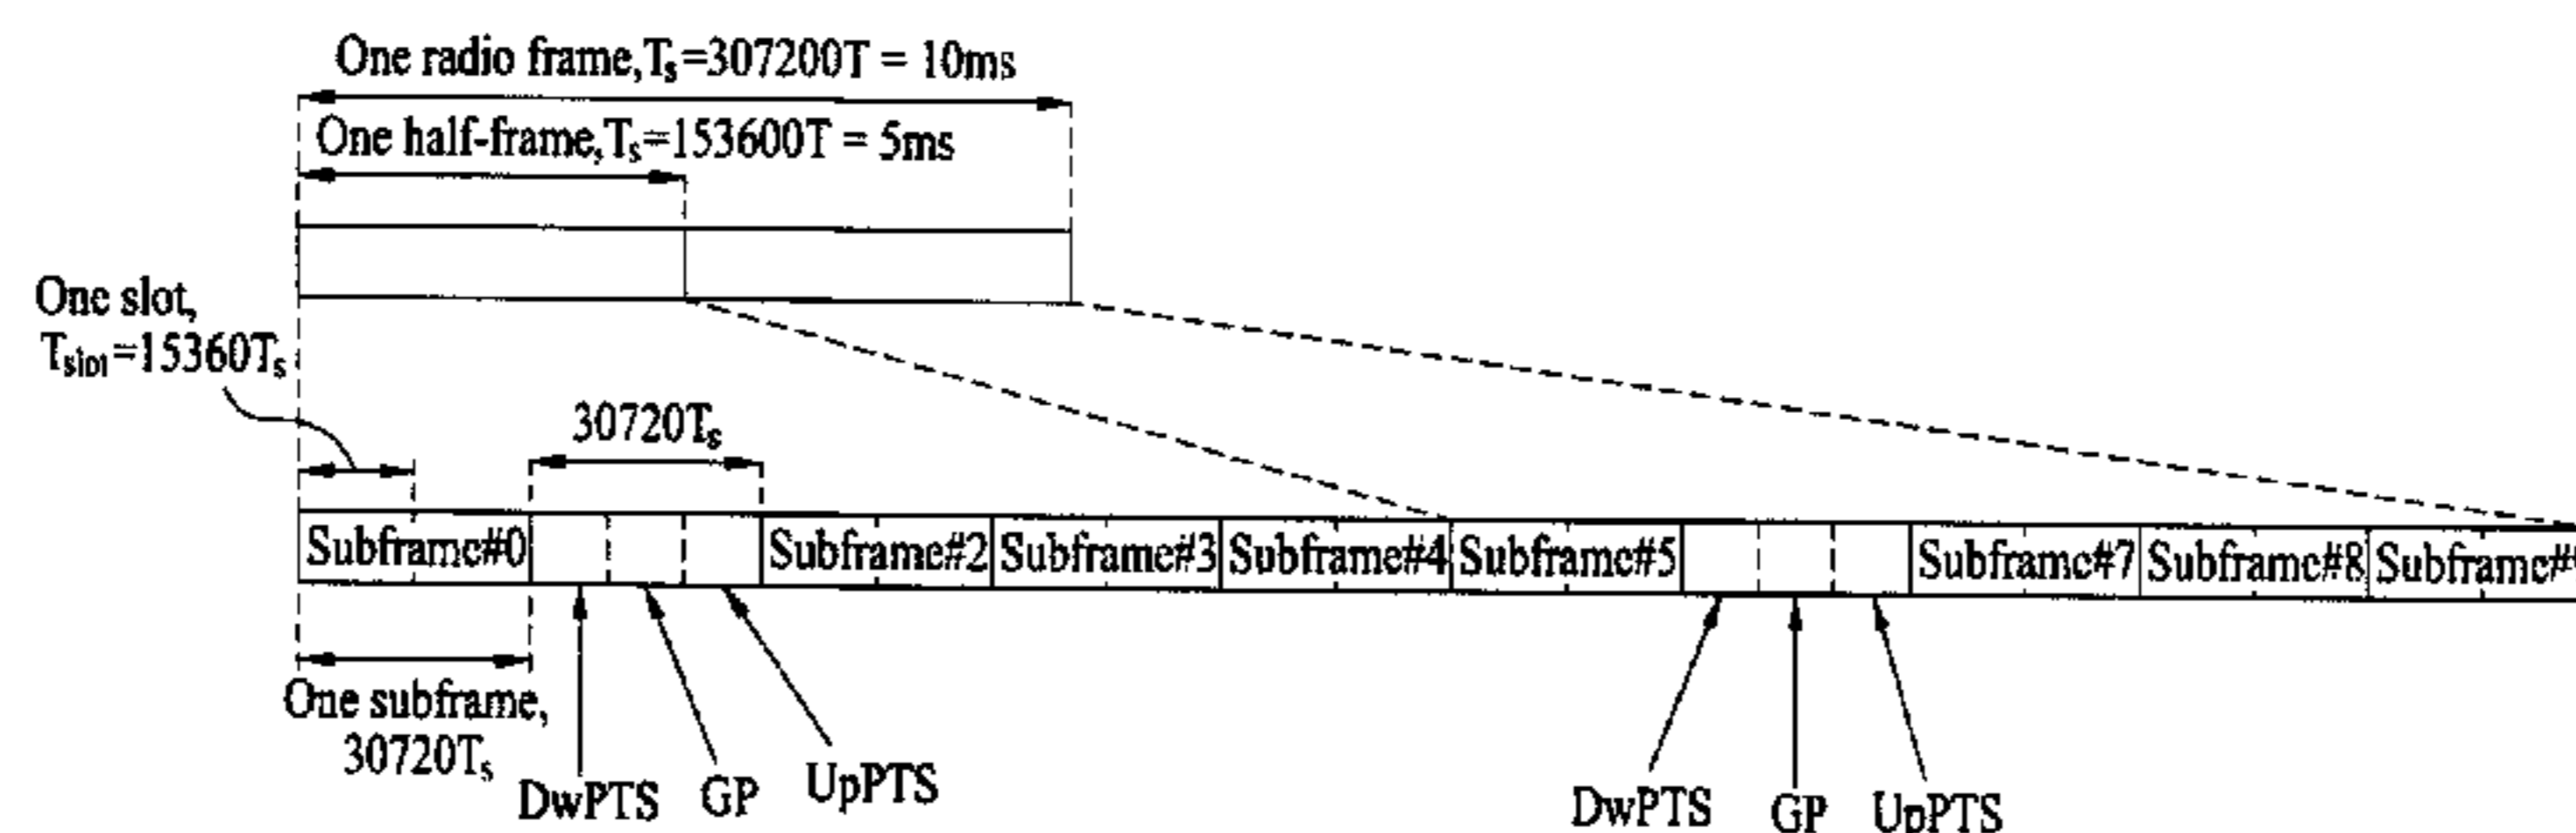 One radio frame,Ts=307200T = 10ms
One half-frame,Ts=153600T = 5ms
One slot,
Tslot=15360Ts
30720Ts
Subframe#0
Subframe#2
Subframe#3
Subframe#4
Subframe#5
Subframe#7
Subframe#8
One subframe,
30720Ts
DwPTS
GP
UpPTS
DwPTS
GP
UpPTS